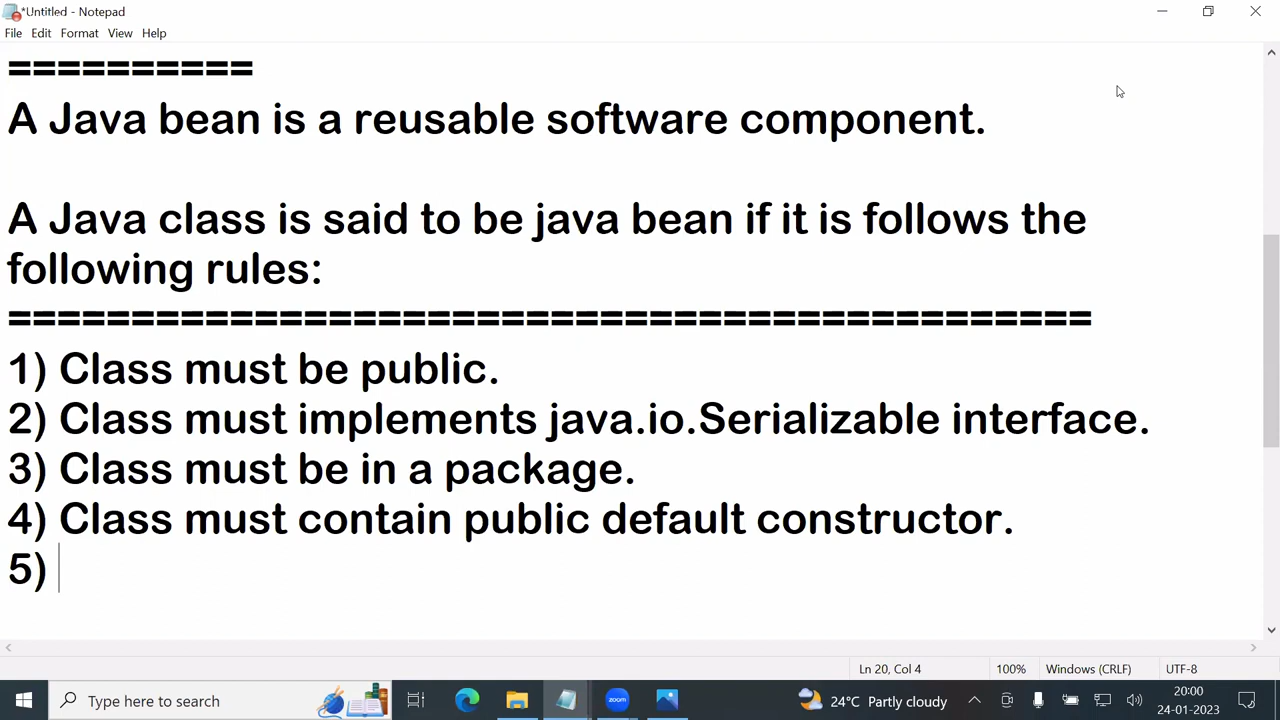 *Untitled - Notepad
File Edit Format View Help
==========
A Java bean is a reusable software component.
A Java class is said to be java bean if it is follows the
following rules:
============================================
1) Class must be public.
2) Class must implements java.io.Serializable interface.
3) Class must be in a package.
4) Class must contain public default constructor.
5)
Ln 20, Col 4 100% Windows (CRLF) UTF-8
Type here to search zoom 24°C Partly cloudy 20:00
24-01-2023